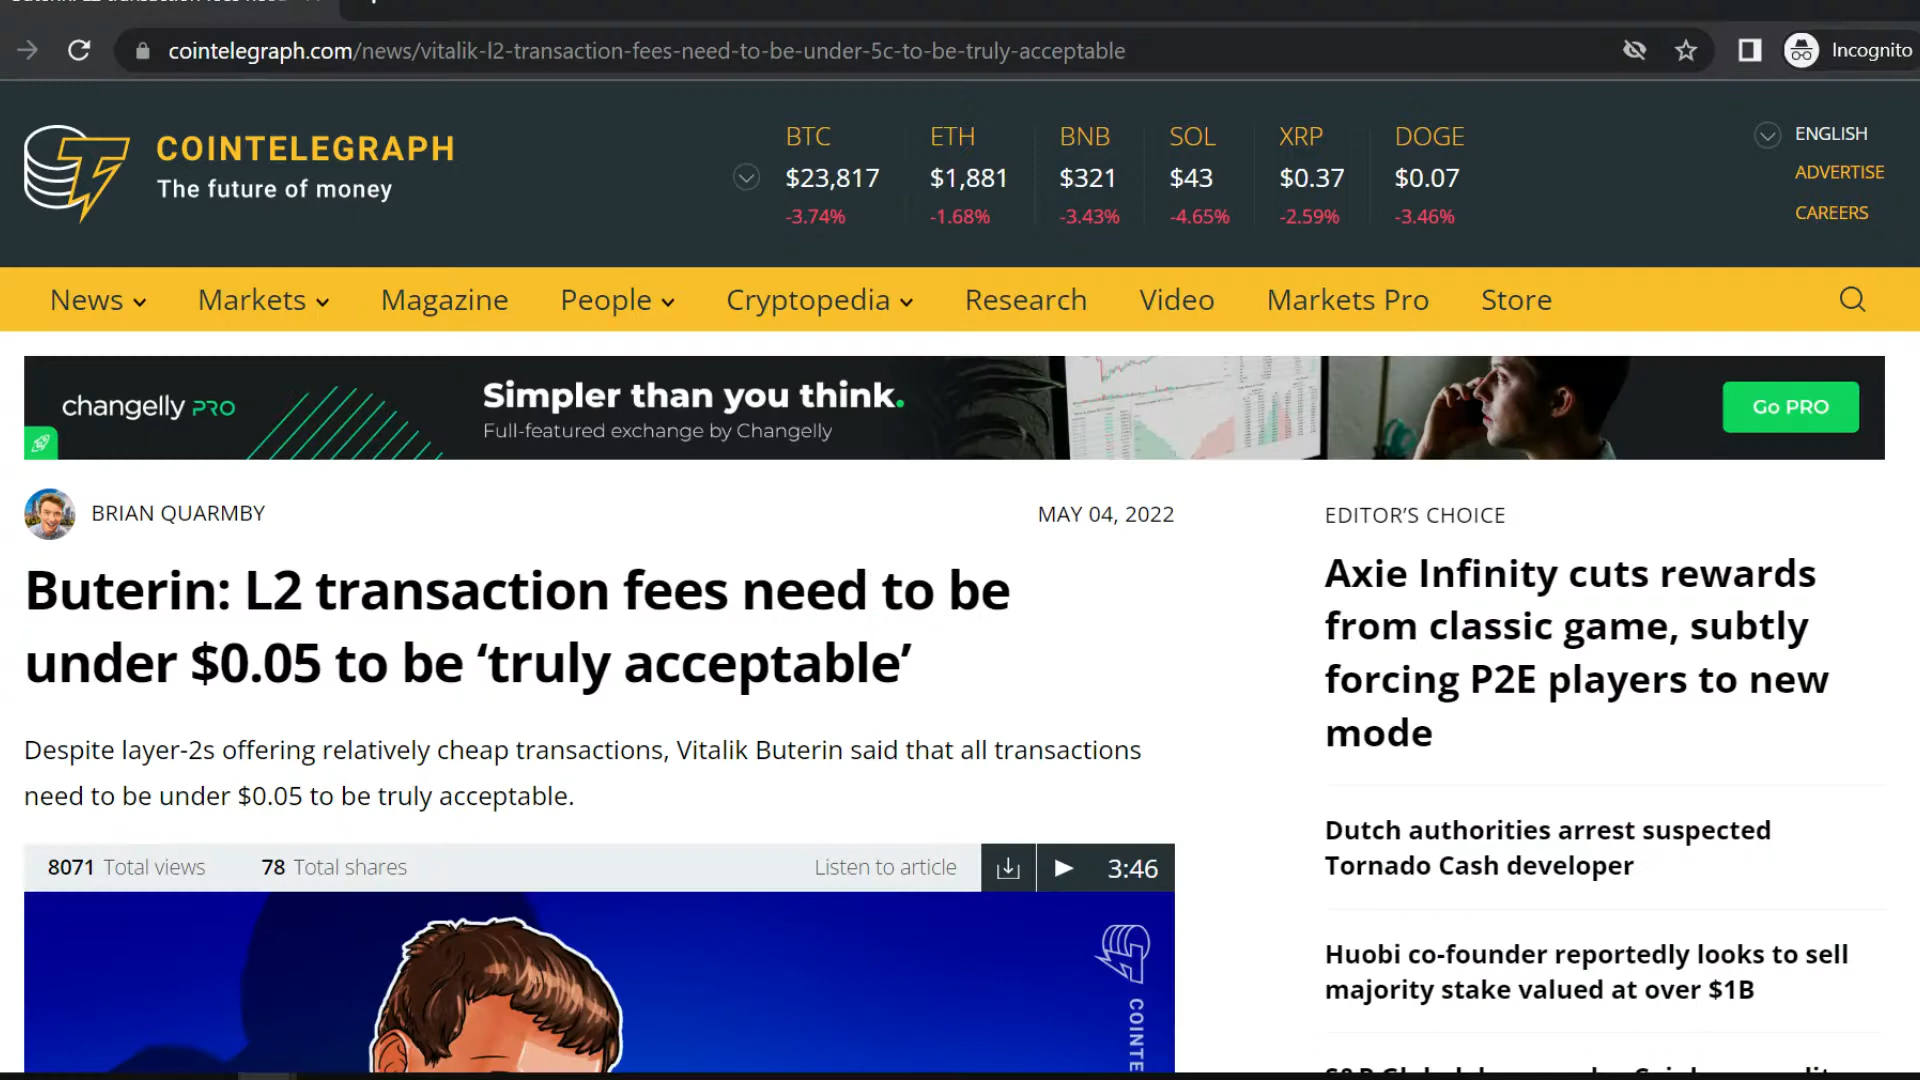 cointelegraph.com/news/vitalik-l2-transaction-fees-need-to-be-under-5c-to-be-truly-acceptable
Incognito
COINTELEGRAPH
The future of money
BTC ETH BNB SOL XRP DOGE
$23,817 $1,881 $321 $43 $0.37 $0.07
-3.74% -1.68% -3.43% -4.65% -2.59% -3.46%
ENGLISH
ADVERTISE
CAREERS
News Markets Magazine People Cryptopedia Research Video Markets Pro Store
changelly PRO
Simpler than you think.
Full-featured exchange by Changelly
Go PRO
BRIAN QUARMBY
MAY 04, 2022
Buterin: L2 transaction fees need to be
under $0.05 to be ‘truly acceptable’
Despite layer-2s offering relatively cheap transactions, Vitalik Buterin said that all transactions
need to be under $0.05 to be truly acceptable.
8071 Total views 78 Total shares Listen to article 3:46
COINTE
EDITOR’S CHOICE
Axie Infinity cuts rewards
from classic game, subtly
forcing P2E players to new
mode
Dutch authorities arrest suspected
Tornado Cash developer
Huobi co-founder reportedly looks to sell
majority stake valued at over $1B